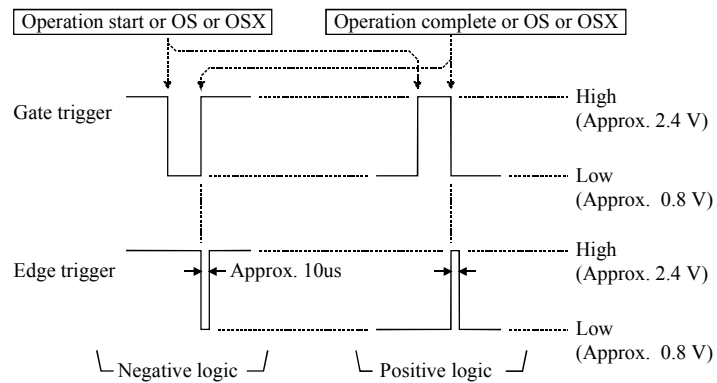 Operation start or OS or OSX
Operation complete or OS or OSX
Gate trigger
High
(Approx. 2.4 V)
Low
(Approx. 0.8 V)
Edge trigger
Approx. 10us
High
(Approx. 2.4 V)
Low
(Approx. 0.8 V)
Negative logic
Positive logic